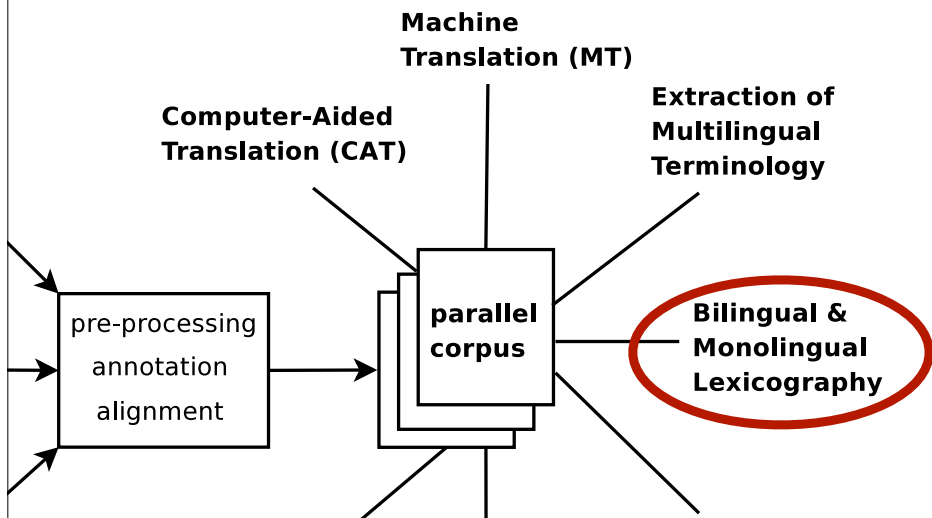 Machine
Translation (MT)
Computer-Aided
Translation (CAT)
Extraction of
Multilingual
Terminology
pre-processing
annotation
alignment
parallel
corpus
Bilingual &
Monolingual
Lexicography